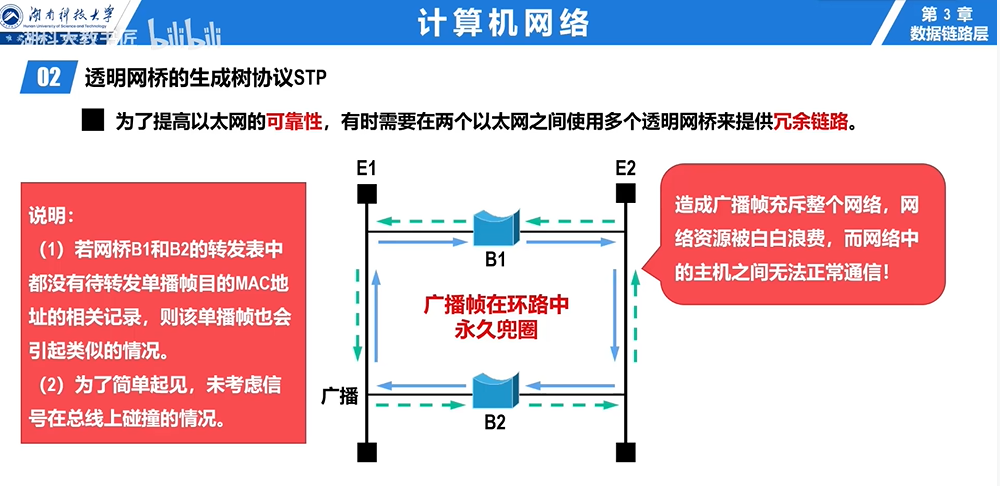 湖南科技大学
Hunan University of Science and Technology
湖科大教书匠 bilibili
计算机网络
第 3 章
数据链路层
02 透明网桥的生成树协议STP
为了提高以太网的可靠性，有时需要在两个以太网之间使用多个透明网桥来提供冗余链路。
说明：
（1）若网桥B1和B2的转发表中
都没有待转发单播帧目的MAC地
址的相关记录，则该单播帧也会
引起类似的情况。
（2）为了简单起见，未考虑信
号在总线上碰撞的情况。
E1
E2
B1
广播帧在环路中
永久兜圈
广播
B2
造成广播帧充斥整个网络，网
络资源被白白浪费，而网络中
的主机之间无法正常通信！